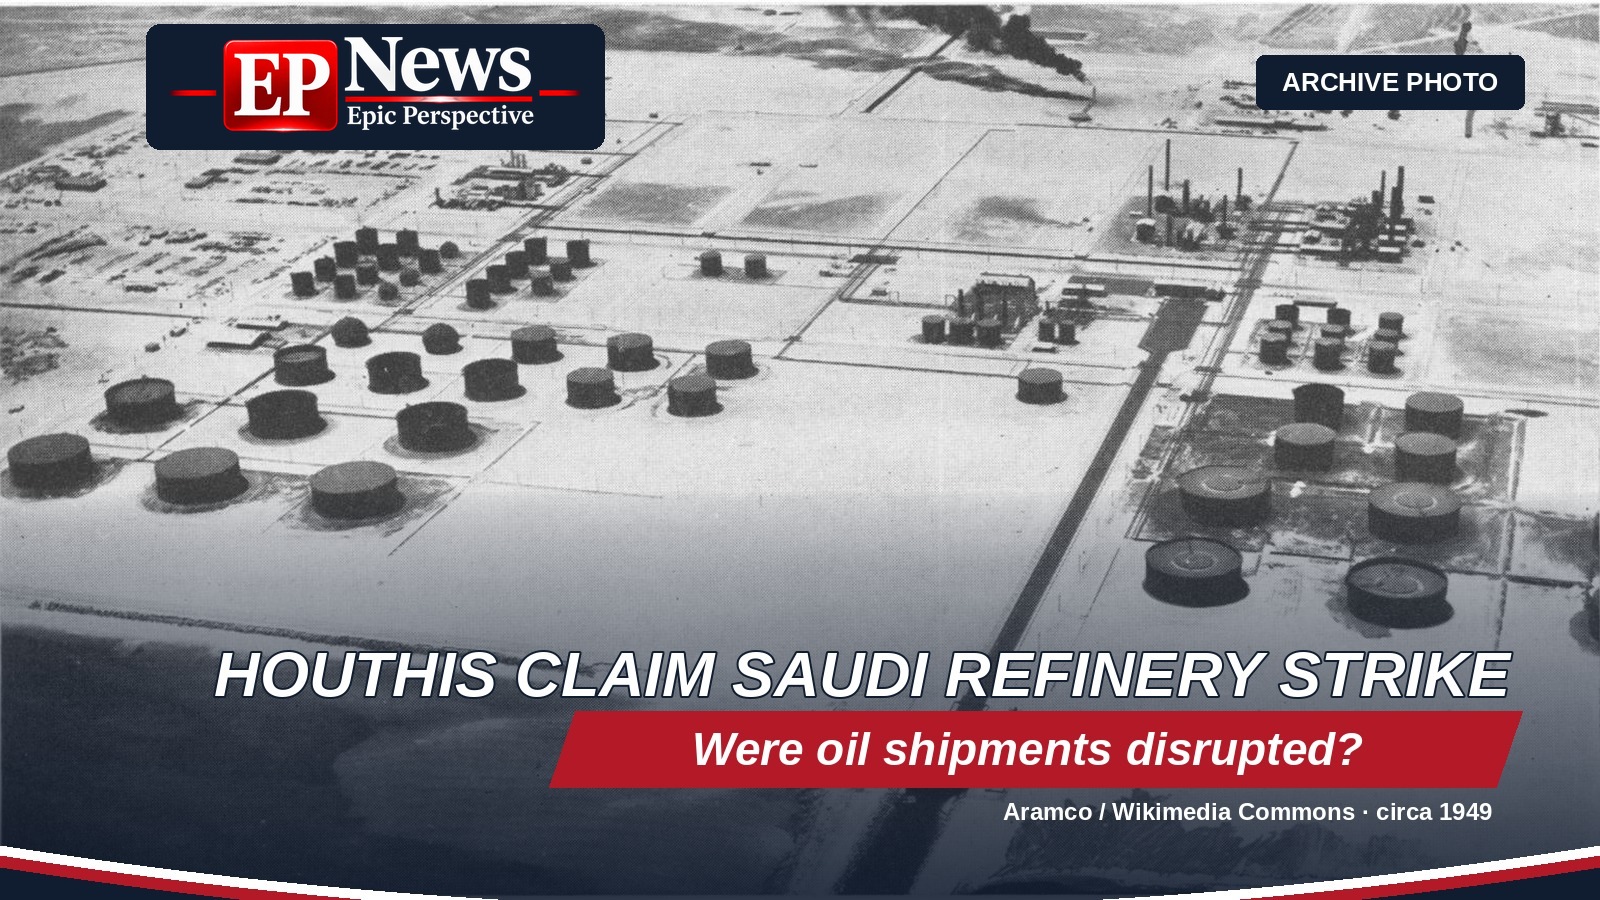 EP News
Epic Perspective
ARCHIVE PHOTO
HOUTHIS CLAIM SAUDI REFINERY STRIKE
Were oil shipments disrupted?
Aramco / Wikimedia Commons · circa 1949